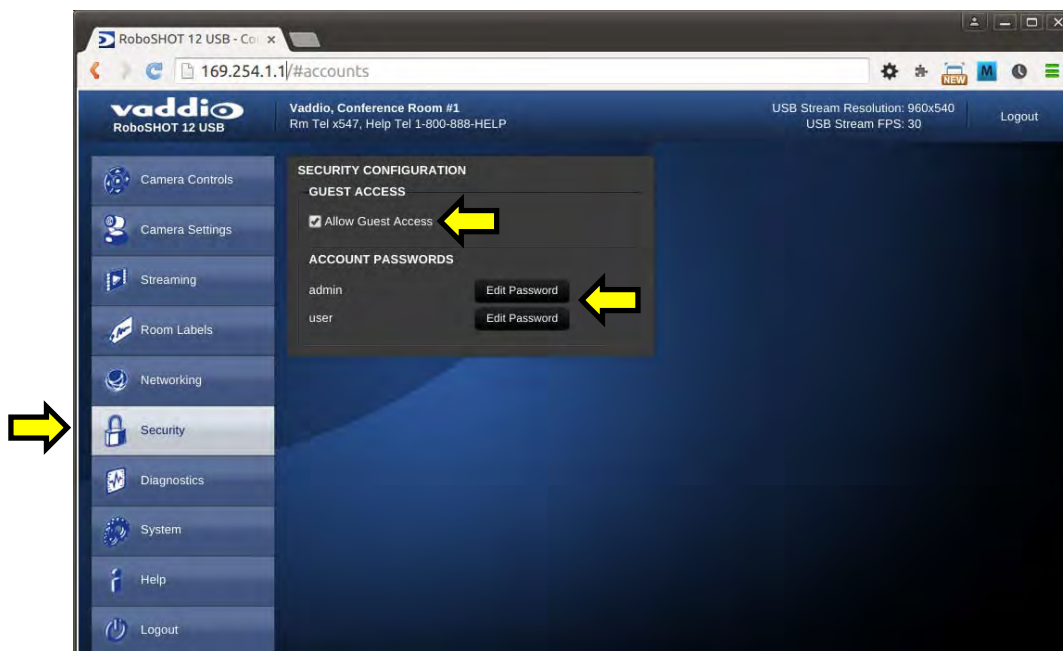 RoboSHOT 12 USB - Co
169.254.1.1/#accounts
NEW
M
vaddio
RoboSHOT 12 USB
Vaddio, Conference Room #1
Rm Tel x547, Help Tel 1-800-888-HELP
USB Stream Resolution: 960x540
USB Stream FPS: 30
Logout
Camera Controls
Camera Settings
Streaming
Room Labels
Networking
Security
Diagnostics
System
Help
Logout
SECURITY CONFIGURATION
GUEST ACCESS
Allow Guest Access
ACCOUNT PASSWORDS
admin Edit Password
user Edit Password